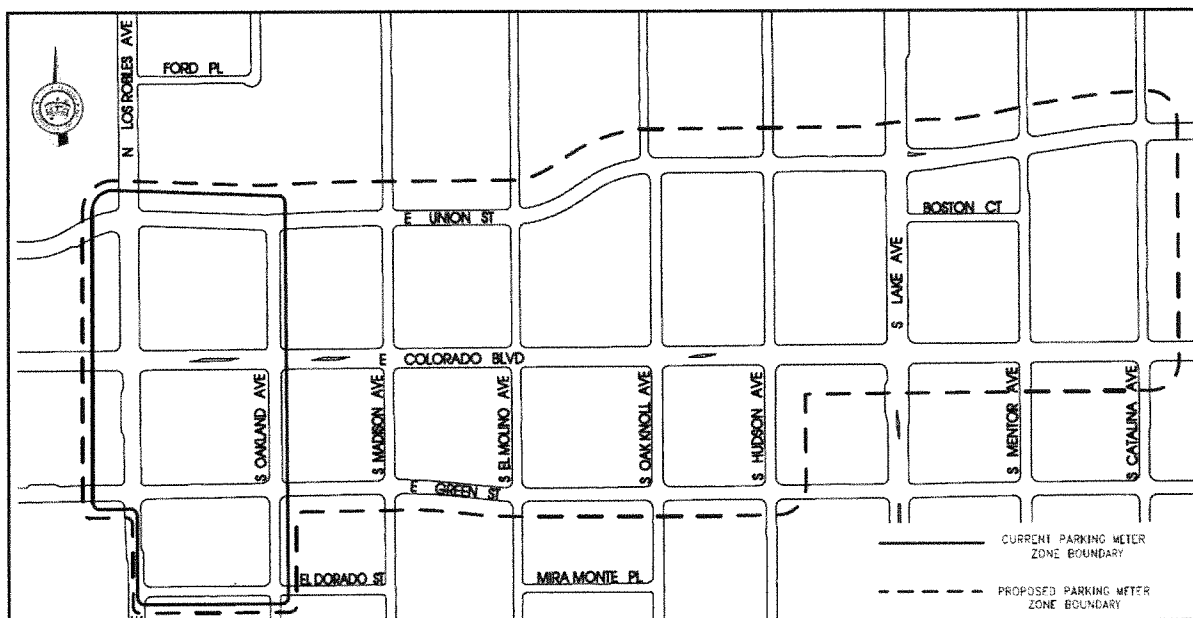 N LOS ROBLES AVE
FORD PL
E UNION ST
BOSTON CT
S LAKE AVE
E COLORADO BLVD
S OAKLAND AVE
S MADISON AVE
S EL MOLINO AVE
S OAK KNOLL AVE
S HUDSON AVE
S MENTOR AVE
S CATALINA AVE
E GREEN ST
EL DORADO ST
MIRA MONTE PL
CURRENT PARKING METER
ZONE BOUNDARY
PROPOSED PARKING METER
ZONE BOUNDARY